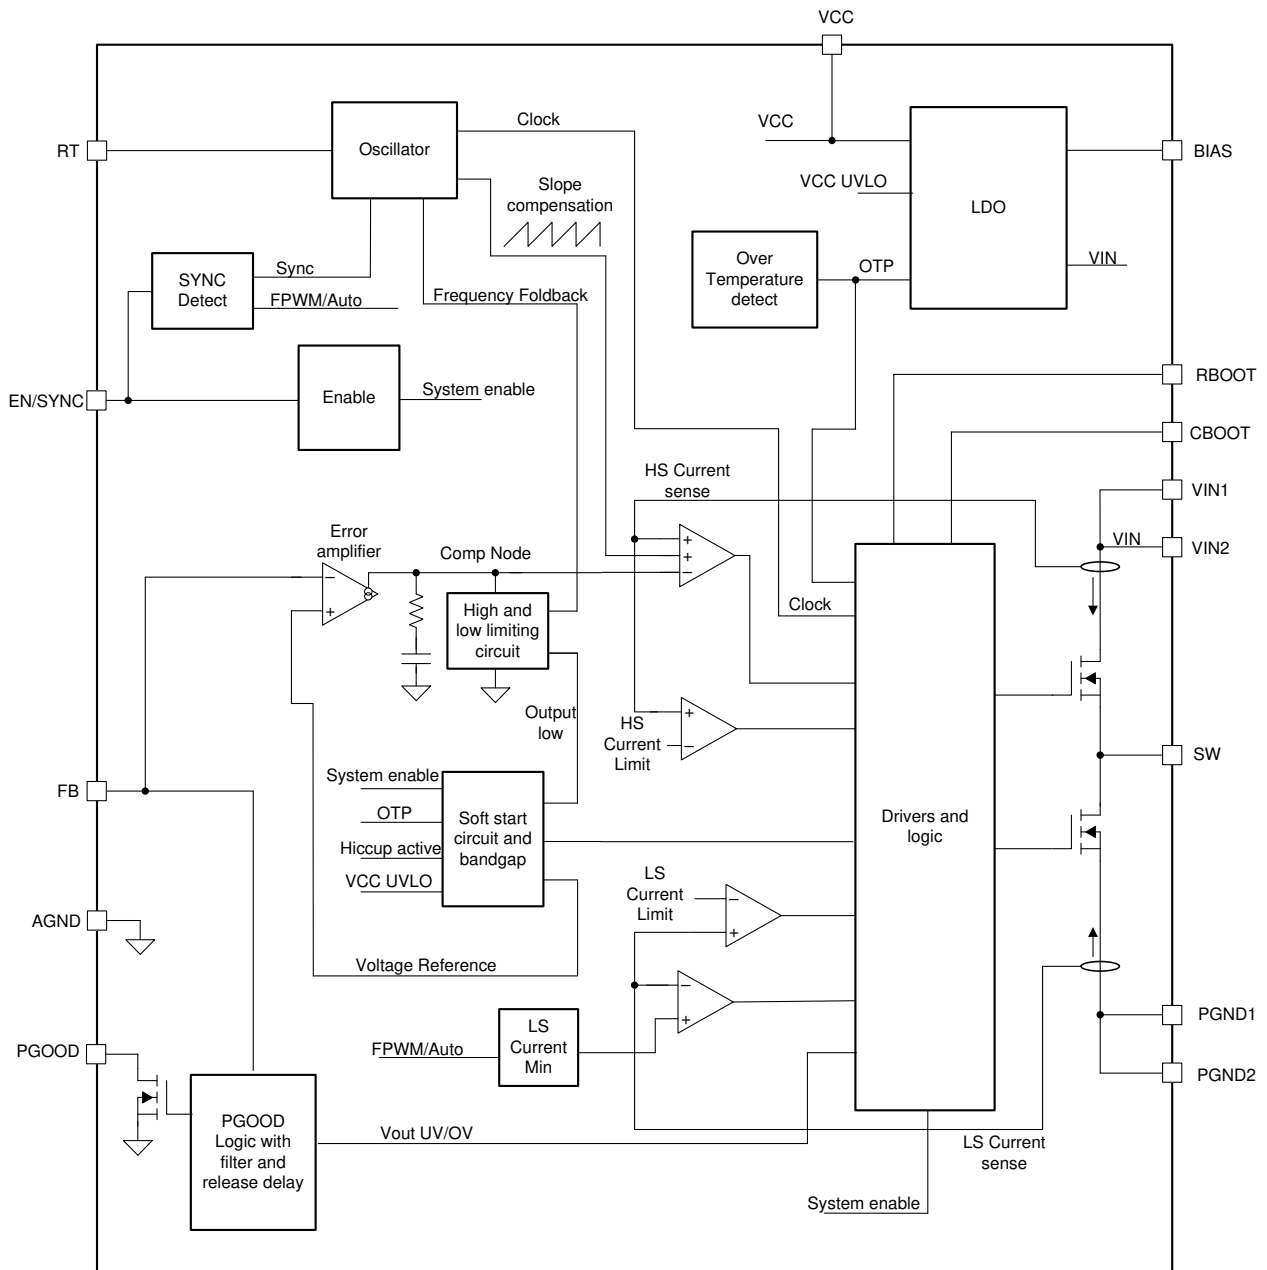 VCC
RT
Oscillator
Clock
VCC
VCC UVLO
LDO
BIAS
Slope
compensation
SYNC
Detect
Sync
FPWM/Auto
Over
Temperature
detect
OTP
VIN
Frequency Foldback
EN/SYNC
Enable
System enable
RBOOT
CBOOT
HS Current
sense
VIN1
VIN
VIN2
Error
amplifier
Comp Node
−
+
+
+
−
High and
low limiting
circuit
Clock
Output
low
HS
Current
Limit
+
−
SW
FB
System enable
OTP
Hiccup active
VCC UVLO
Soft start
circuit and
bandgap
Drivers and
logic
LS
Current
Limit
−
+
AGND
Voltage Reference
−
+
PGND1
PGOOD
FPWM/Auto
LS
Current
Min
PGND2
PGOOD
Logic with
filter and
release delay
Vout UV/OV
LS Current
sense
System enable